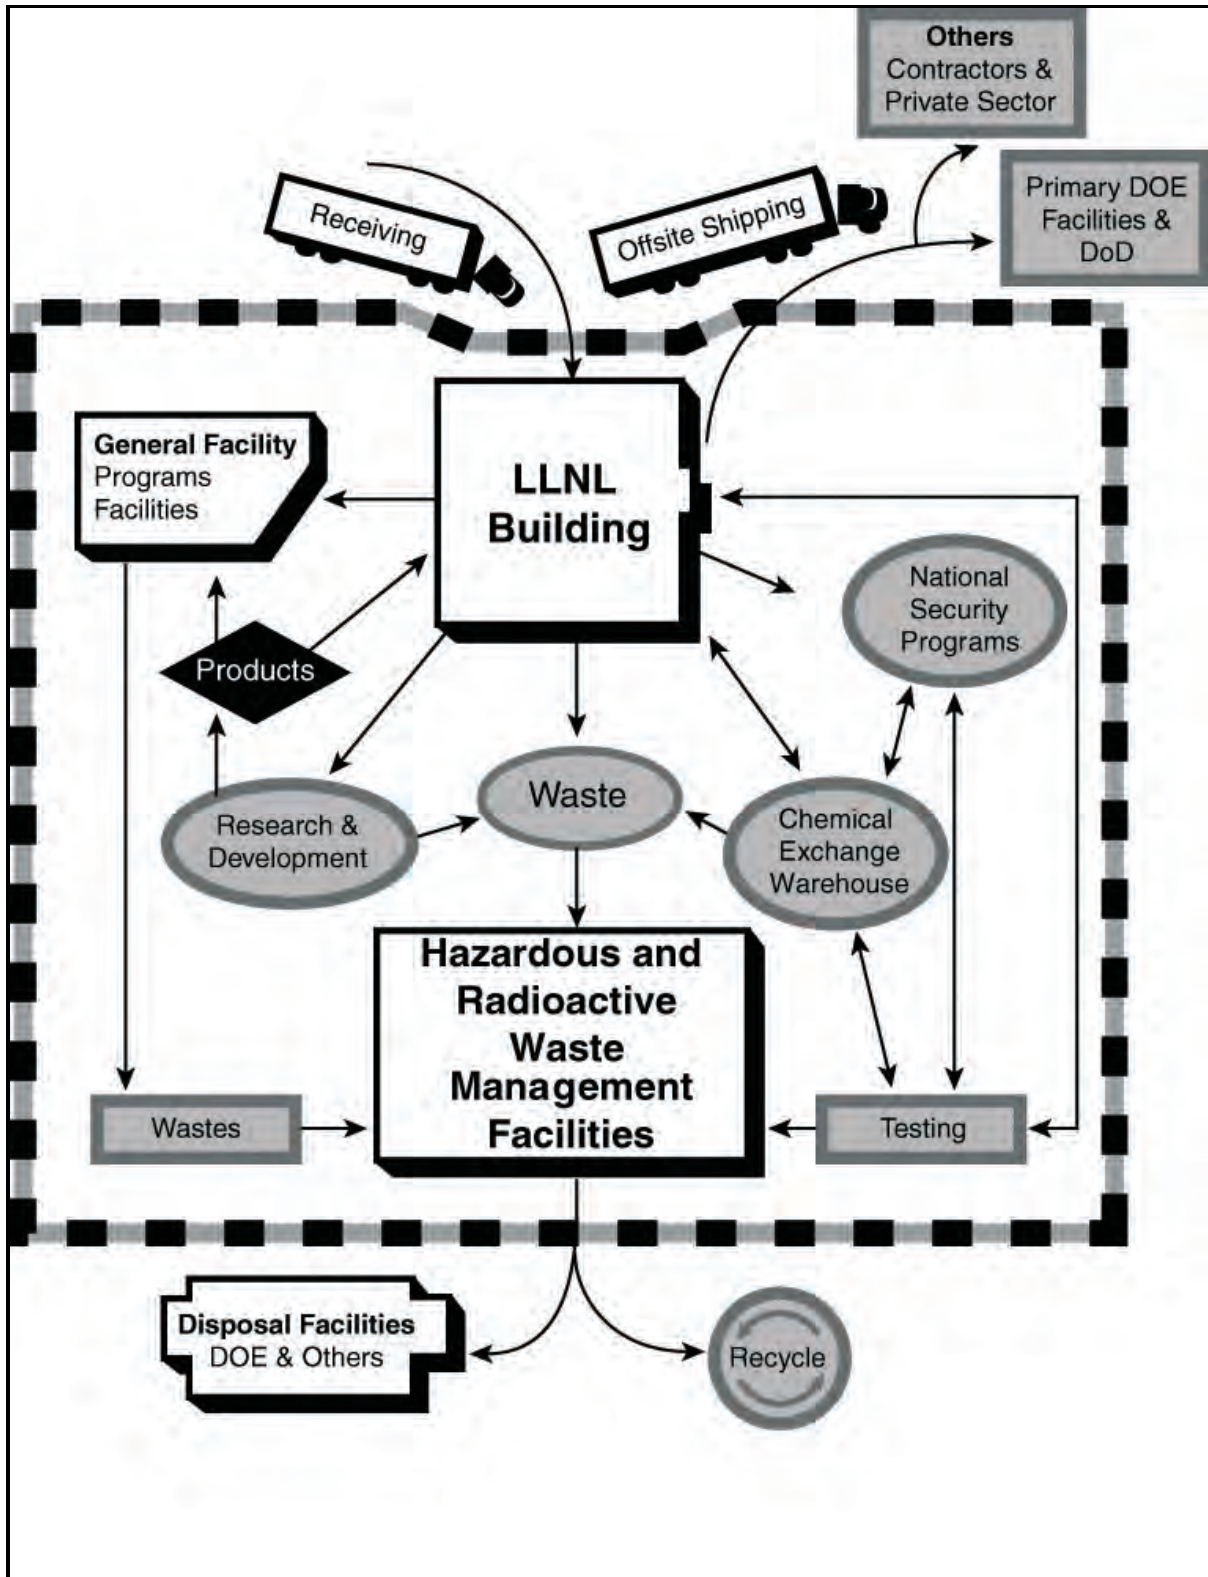 Others
Contractors &
Private Sector
Primary DOE
Facilities &
DoD
Receiving
Offsite Shipping
General Facility
Programs
Facilities
LLNL
Building
National
Security
Programs
Products
Research &
Development
Waste
Chemical
Exchange
Warehouse
Hazardous and
Radioactive
Waste
Management
Facilities
Wastes
Testing
Disposal Facilities
DOE & Others
Recycle